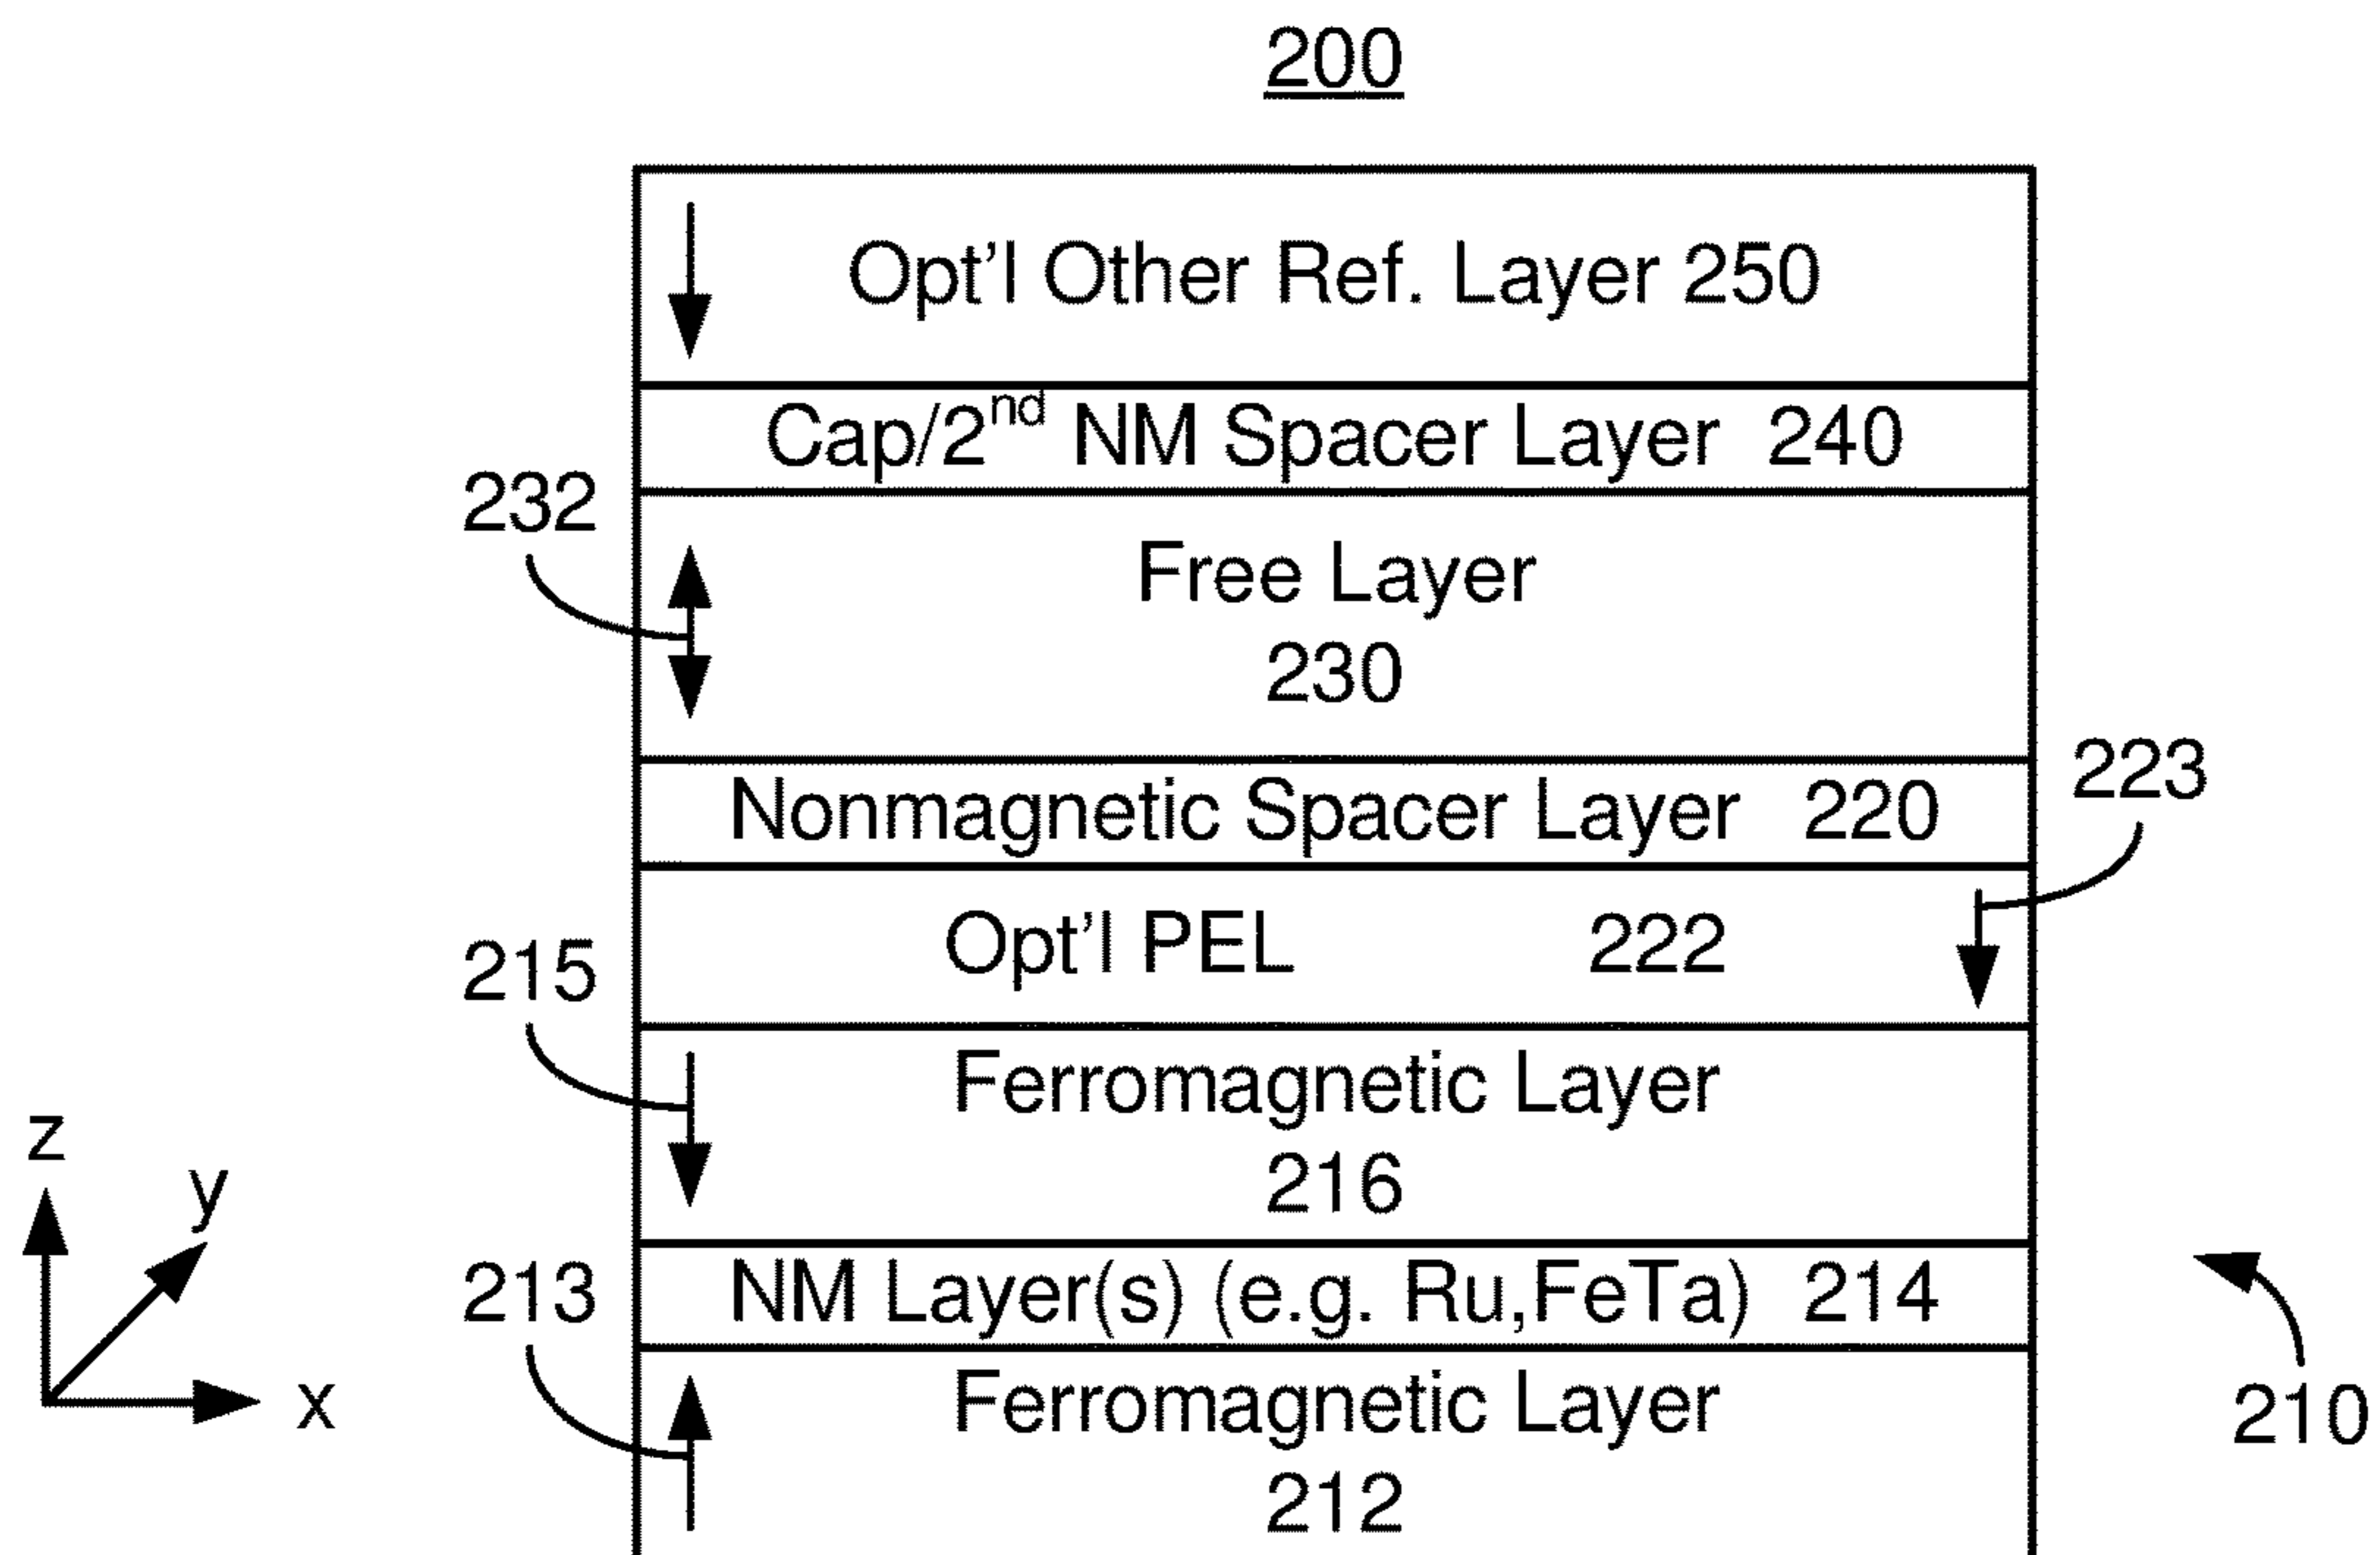 200
Opt'l Other Ref. Layer 250
Cap/2nd NM Spacer Layer 240
232
Free Layer
230
223
Nonmagnetic Spacer Layer 220
215
Opt'l PEL 222
Ferromagnetic Layer
216
z
y
x
213
NM Layer(s) (e.g. Ru,FeTa) 214
210
Ferromagnetic Layer
212